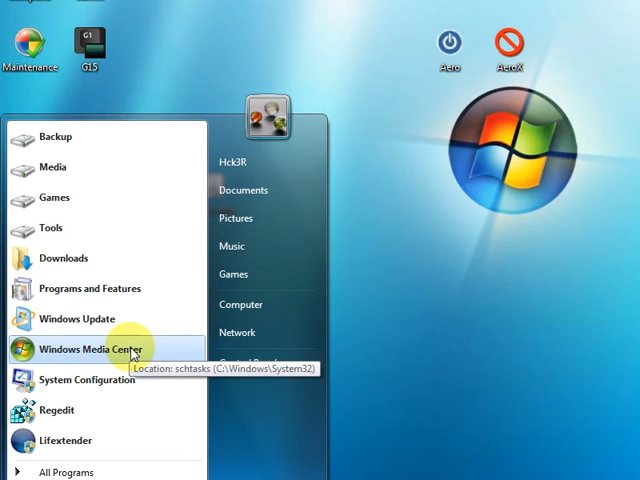 Maintenance
G1
G15
Aero
AeroX
Backup
Media
Games
Tools
Downloads
Programs and Features
Windows Update
Windows Media Center
Location: schtasks (C:\Windows\System32)
System Configuration
Regedit
Lifextender
All Programs
Hck3R
Documents
Pictures
Music
Games
Computer
Network